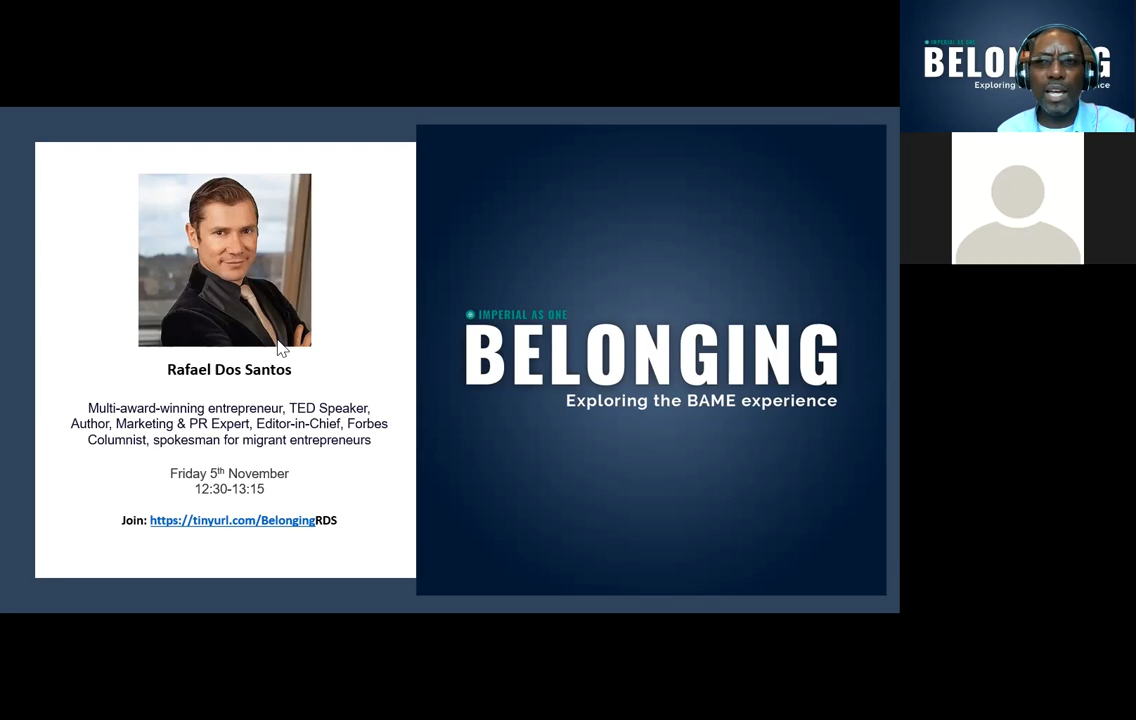 Rafael Dos Santos
Multi-award-winning entrepreneur, TED Speaker,
Author, Marketing & PR Expert, Editor-in-Chief, Forbes
Columnist, spokesman for migrant entrepreneurs
Friday 5th November
12:30-13:15
Join: https://tinyurl.com/BelongingRDS
IMPERIAL AS ONE
BELONGING
Exploring the BAME experience
IMPERIAL AS ONE
BELON G
Exploring